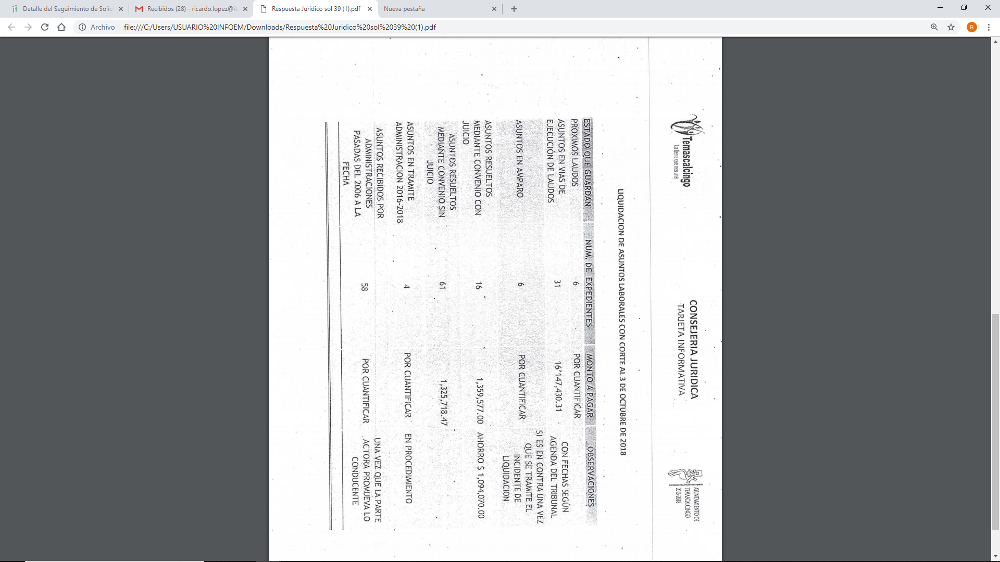 Detalle del Seguimiento de Solici
Recibidos (28) - ricardo.lopez@it
Respuesta Juridico sol 39 (1).pdf
Nueva pestaña
Archivo
file:///C:/Users/USUARIO%20INFOEM/Downloads/Respuesta%20Juridico%20sol%2039%20(1).pdf
R
Temascalcingo
La tierra que nos une
CONSEJERIA JURIDICA
TARJETA INFORMATIVA
AYUNTAMIENTO DE
TEMASCALCINGO
2016-2018
LIQUIDACION DE ASUNTOS LABORALES CON CORTE AL 3 DE OCTUBRE DE 2018
ESTADO QUE GUARDAN NUM. DE EXPEDIENTES MONTO A PAGAR OBSERVACIONES
PROXIMOS LAUDOS 6 POR CUANTIFICAR
ASUNTOS EN VIAS DE
EJECUCIÓN DE LAUDOS
31 16'147,430.31
CON FECHAS SEGÚN
AGENDA DEL TRIBUNAL
ASUNTOS EN AMPARO 6 POR CUANTIFICAR
SI ES EN CONTRA UNA VEZ
QUE SE TRAMITE EL
INCIDENTE DE
LIQUIDACION
ASUNTOS RESUELTOS
MEDIANTE CONVENIO CON
JUICIO
16 1,359,577.00 AHORRO $ 1,094,070.00
ASUNTOS RESUELTOS
MEDIANTE CONVENIO SIN
JUICIO
61 1,325,718.47
ASUNTOS EN TRAMITE
ADMINISTRACION 2016-2018
4 POR CUANTIFICAR EN PROCEDIMIENTO
ASUNTOS RECIBIDOS POR
ADMINISTRACIONES
PASADAS DEL 2006 A LA
FECHA
58 POR CUANTIFICAR
UNA VEZ QUE LA PARTE
ACTORA PROMUEVA LO
CONDUCENTE